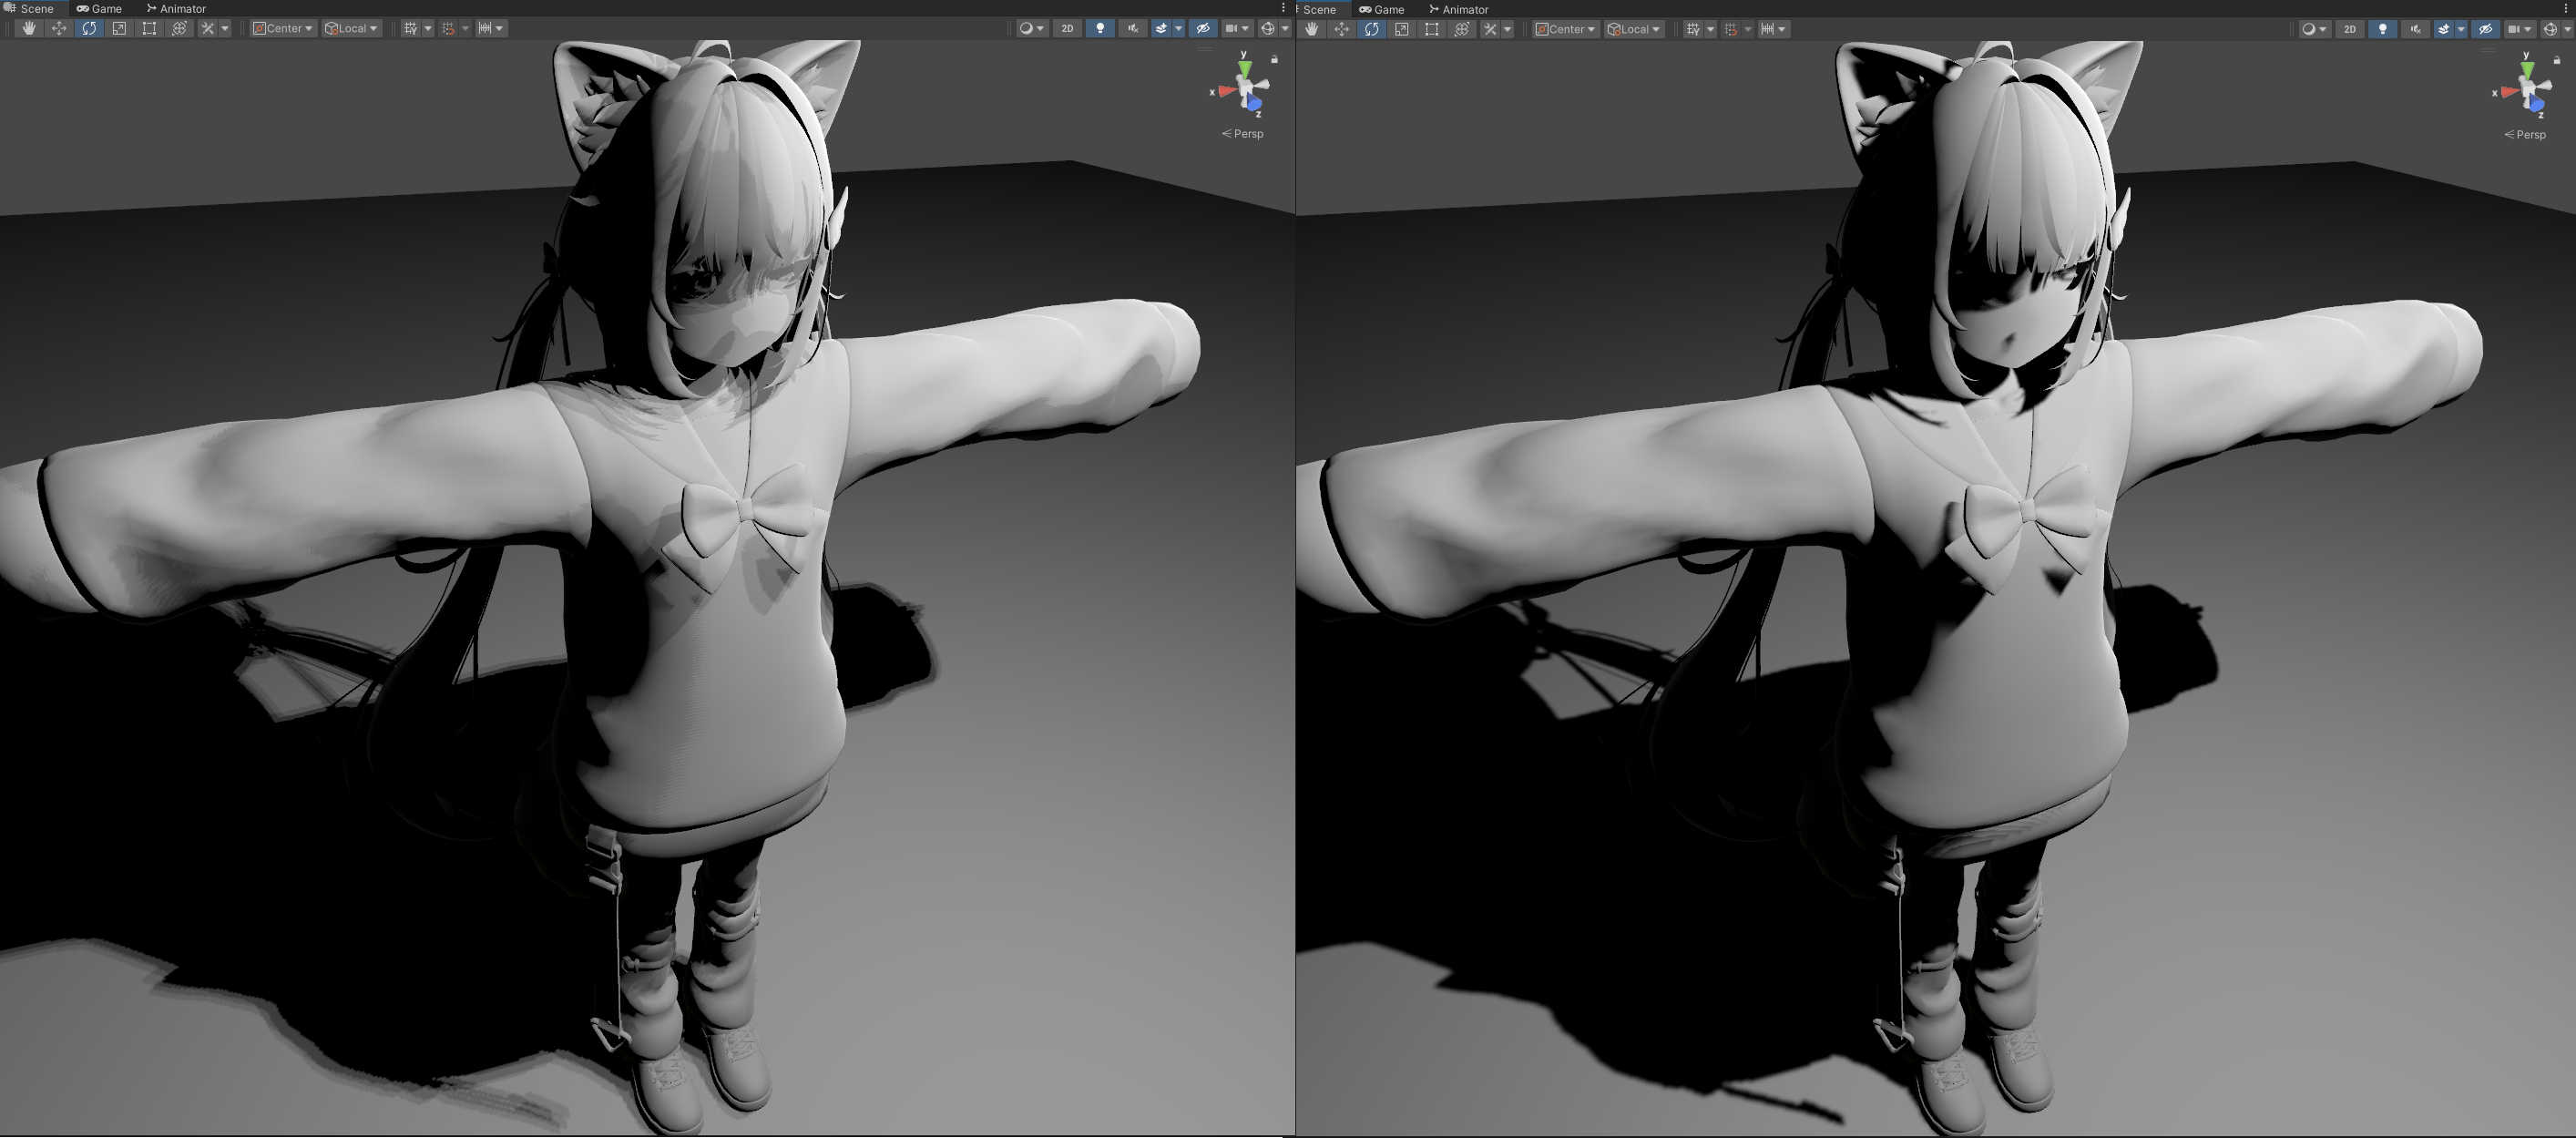 Scene Game Animator
Center Local 2D
y
x
z
Persp
Scene Game Animator
Center Local 2D
y
x
z
Persp